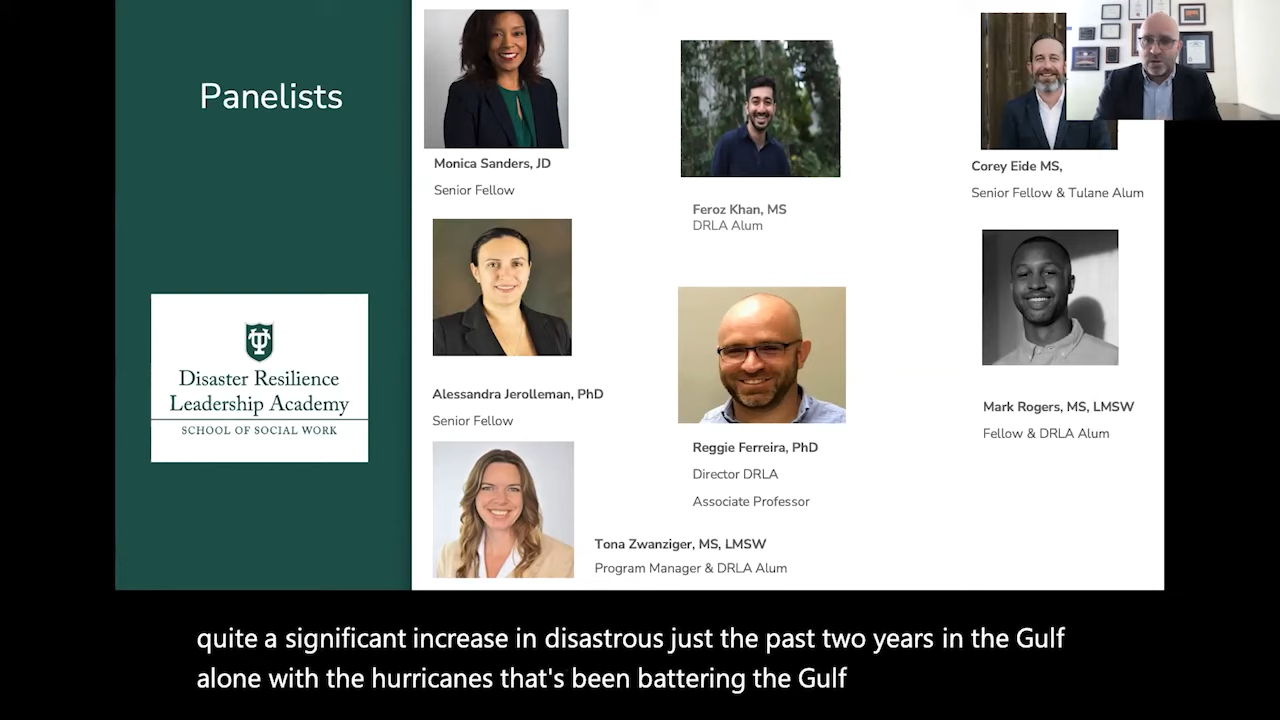 Panelists
Disaster Resilience
Leadership Academy
SCHOOL OF SOCIAL WORK
Monica Sanders, JD
Senior Fellow
Alessandra Jerolleman, PhD
Senior Fellow
Tona Zwanziger, MS, LMSW
Program Manager & DRLA Alum
Feroz Khan, MS
DRLA Alum
Reggie Ferreira, PhD
Director DRLA
Associate Professor
Corey Eide MS,
Senior Fellow & Tulane Alum
Mark Rogers, MS, LMSW
Fellow & DRLA Alum
quite a significant increase in disastrous just the past two years in the Gulf
alone with the hurricanes that's been battering the Gulf